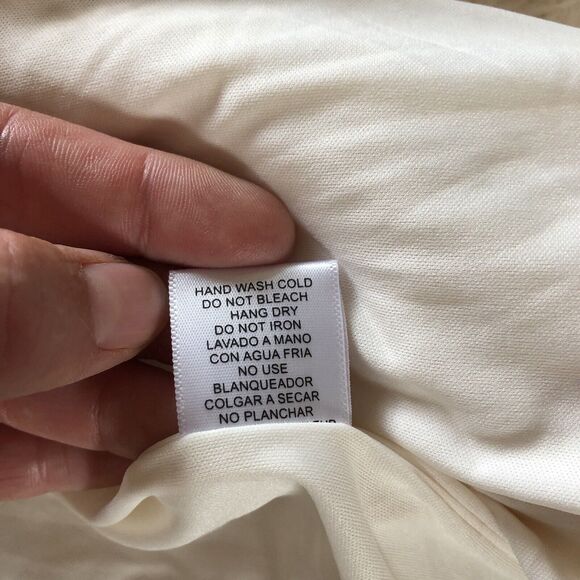 HAND WASH COLD
DO NOT BLEACH
HANG DRY
DO NOT IRON
LAVADO A MANO
CON AGUA FRIA
NO USE
BLANQUEADOR
COLGAR A SECAR
NO PLANCHAR